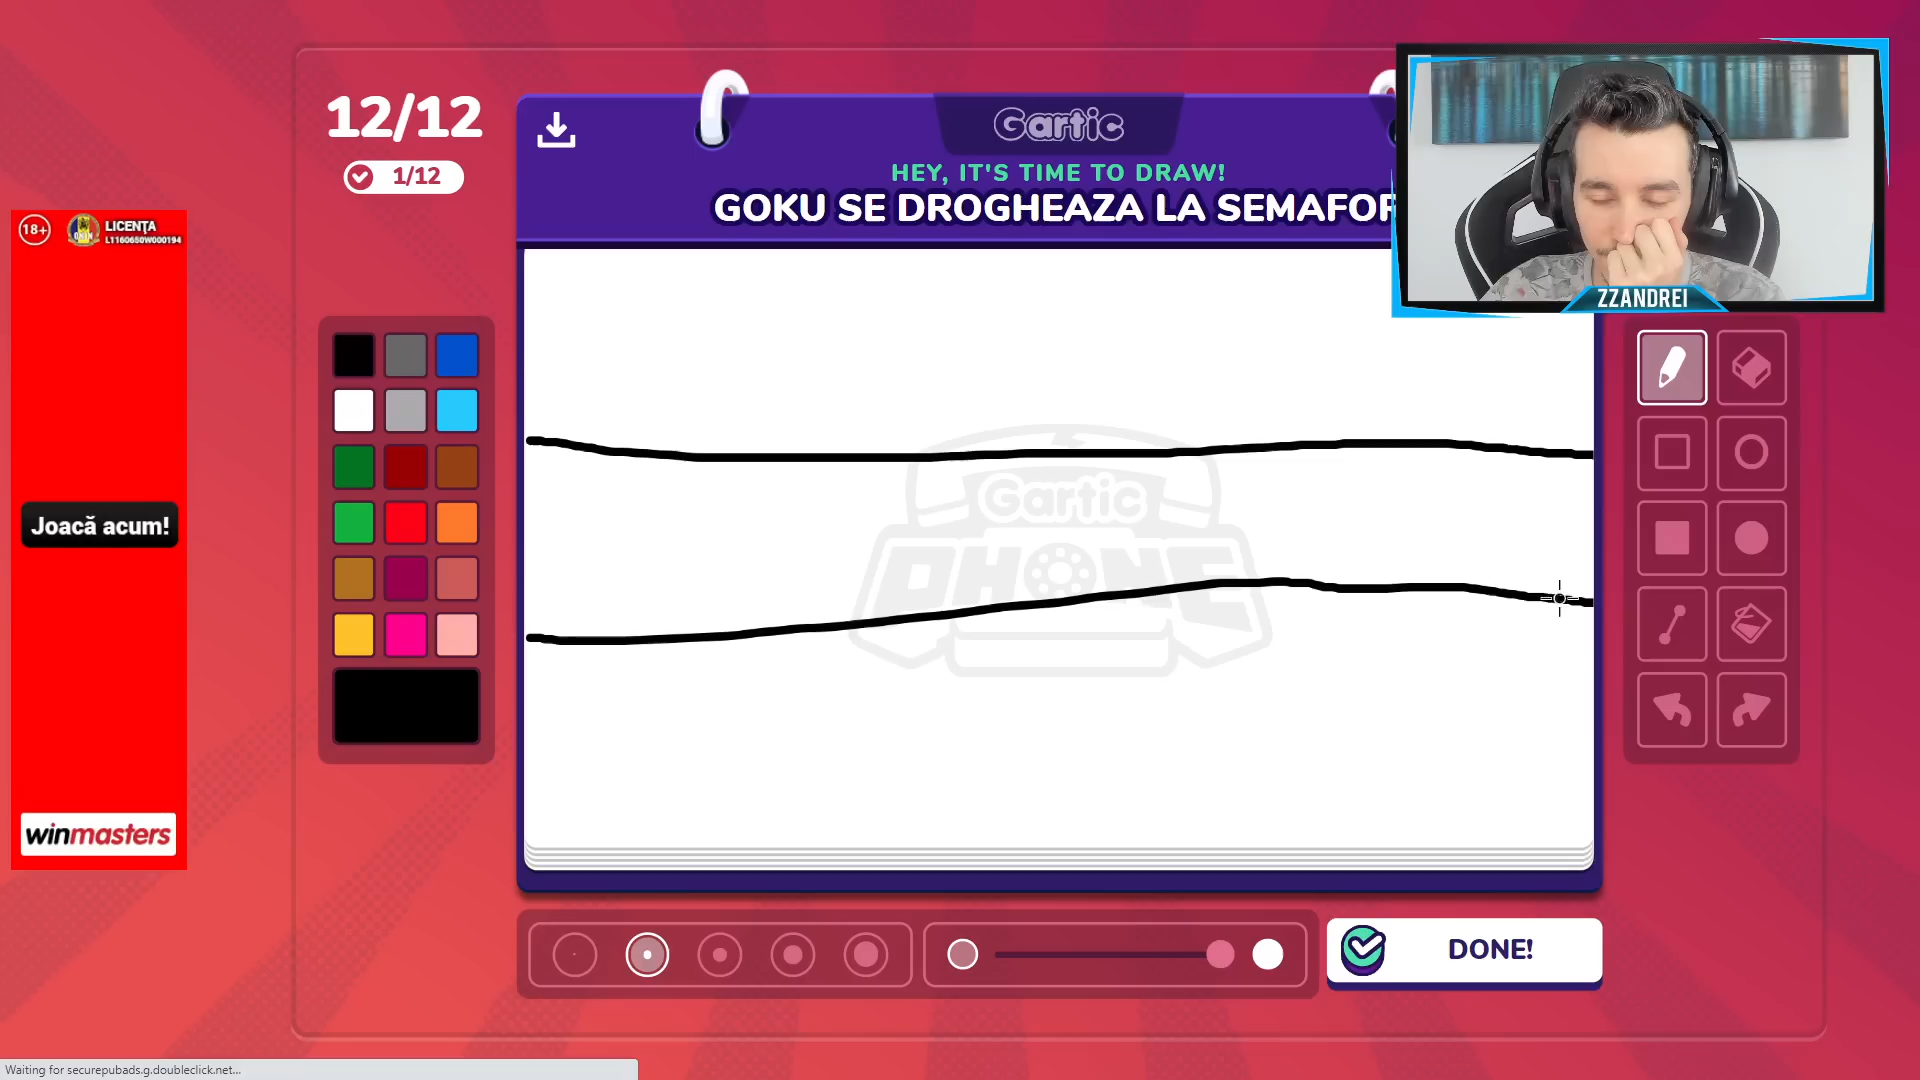 12/12
1/12
Gartic
HEY, IT'S TIME TO DRAW!
GOKU SE DROGHEAZA LA SEMAFOR
ZZANDREI
18+
ONJN
LICENȚA
L1160650W000194
Joacă acum!
winmasters
Gartic
PHONE
DONE!
Waiting for securepubads.g.doubleclick.net...